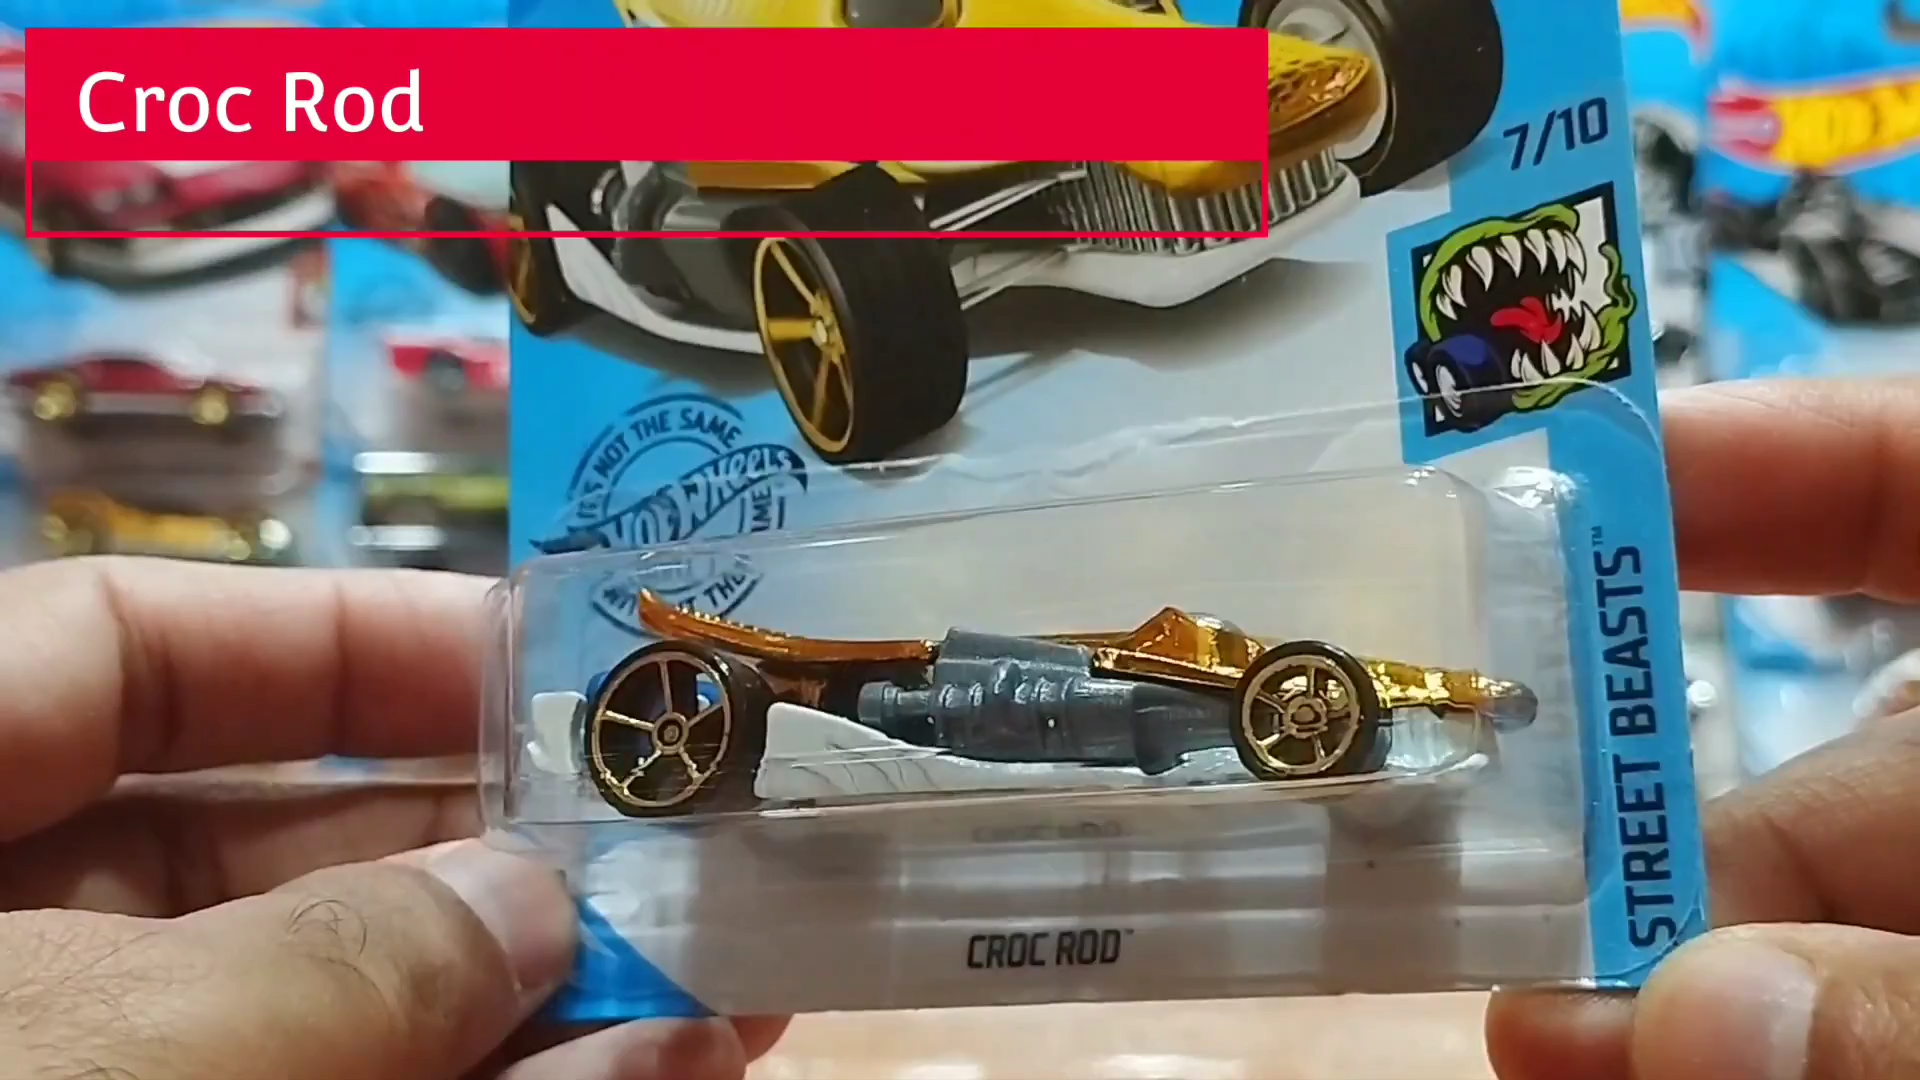 Croc Rod
7/10
IT'S NOT THE SAME
HOT WHEELS
CROC ROD™
STREET BEASTS™